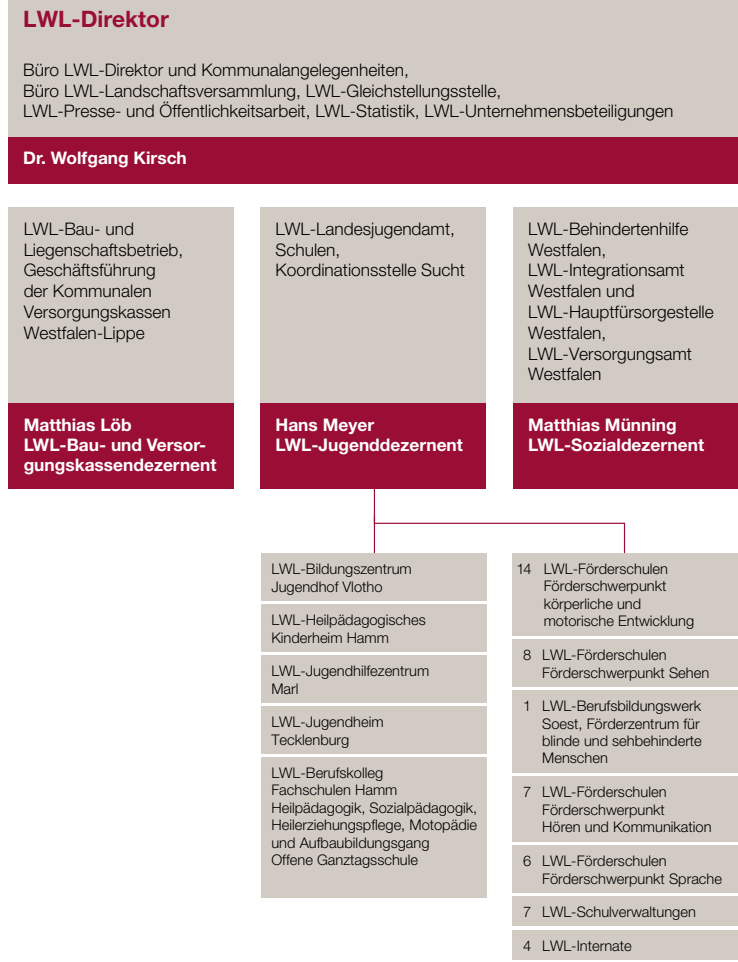 LWL-Direktor
Büro LWL-Direktor und Kommunalangelegenheiten,
Büro LWL-Landschaftsversammlung, LWL-Gleichstellungsstelle,
LWL-Presse- und Öffentlichkeitsarbeit, LWL-Statistik, LWL-Unternehmensbeteiligungen
Dr. Wolfgang Kirsch
LWL-Bau- und
Liegenschaftsbetrieb,
Geschäftsführung
der Kommunalen
Versorgungskassen
Westfalen-Lippe
Matthias Löb
LWL-Bau- und Versor-
gungskassendezernent
LWL-Landesjugendamt,
Schulen,
Koordinationsstelle Sucht
Hans Meyer
LWL-Jugenddezernent
LWL-Behindertenhilfe
Westfalen,
LWL-Integrationsamt
Westfalen und
LWL-Hauptfürsorgestelle
Westfalen,
LWL-Versorgungsamt
Westfalen
Matthias Münning
LWL-Sozialdezernent
LWL-Bildungszentrum
Jugendhof Vlotho
LWL-Heilpädagogisches
Kinderheim Hamm
LWL-Jugendhilfezentrum
Marl
LWL-Jugendheim
Tecklenburg
LWL-Berufskolleg
Fachschulen Hamm
Heilpädagogik, Sozialpädagogik,
Heilerziehungspflege, Motopädie
und Aufbaubildungsgang
Offene Ganztagsschule
14 LWL-Förderschulen
Förderschwerpunkt
körperliche und
motorische Entwicklung
8 LWL-Förderschulen
Förderschwerpunkt Sehen
1 LWL-Berufsbildungswerk
Soest, Förderzentrum für
blinde und sehbehinderte
Menschen
7 LWL-Förderschulen
Förderschwerpunkt
Hören und Kommunikation
6 LWL-Förderschulen
Förderschwerpunkt Sprache
7 LWL-Schulverwaltungen
4 LWL-Internate